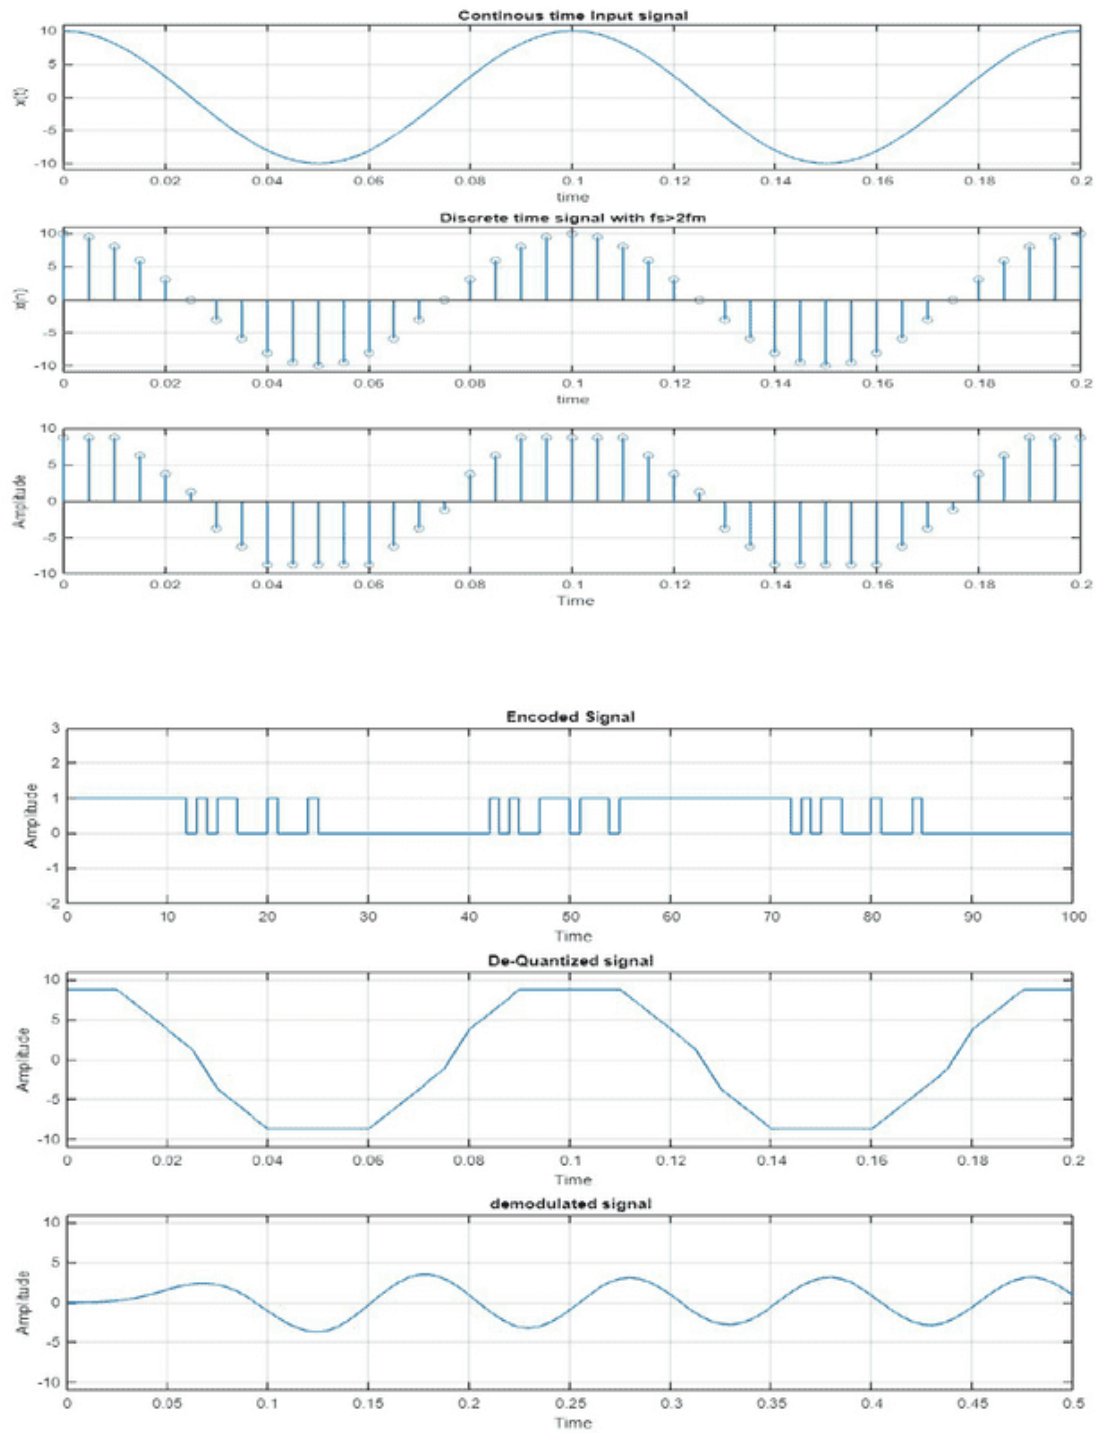 Continous time Input signal
10
5
0
-5
-10
x(t)
0 0.02 0.04 0.06 0.08 0.1 0.12 0.14 0.16 0.18 0.2
time
Discrete time signal with fs>2fm
10
5
0
-5
-10
x(n)
0 0.02 0.04 0.06 0.08 0.1 0.12 0.14 0.16 0.18 0.2
time
10
5
0
-5
-10
Amplitude
0 0.02 0.04 0.06 0.08 0.1 0.12 0.14 0.16 0.18 0.2
Time
Encoded Signal
3
2
1
0
-1
-2
Amplitude
0 10 20 30 40 50 60 70 80 90 100
Time
De-Quantized signal
10
5
0
-5
-10
Amplitude
0 0.02 0.04 0.06 0.08 0.1 0.12 0.14 0.16 0.18 0.2
Time
demodulated signal
10
5
0
-5
-10
Amplitude
0 0.05 0.1 0.15 0.2 0.25 0.3 0.35 0.4 0.45 0.5
Time